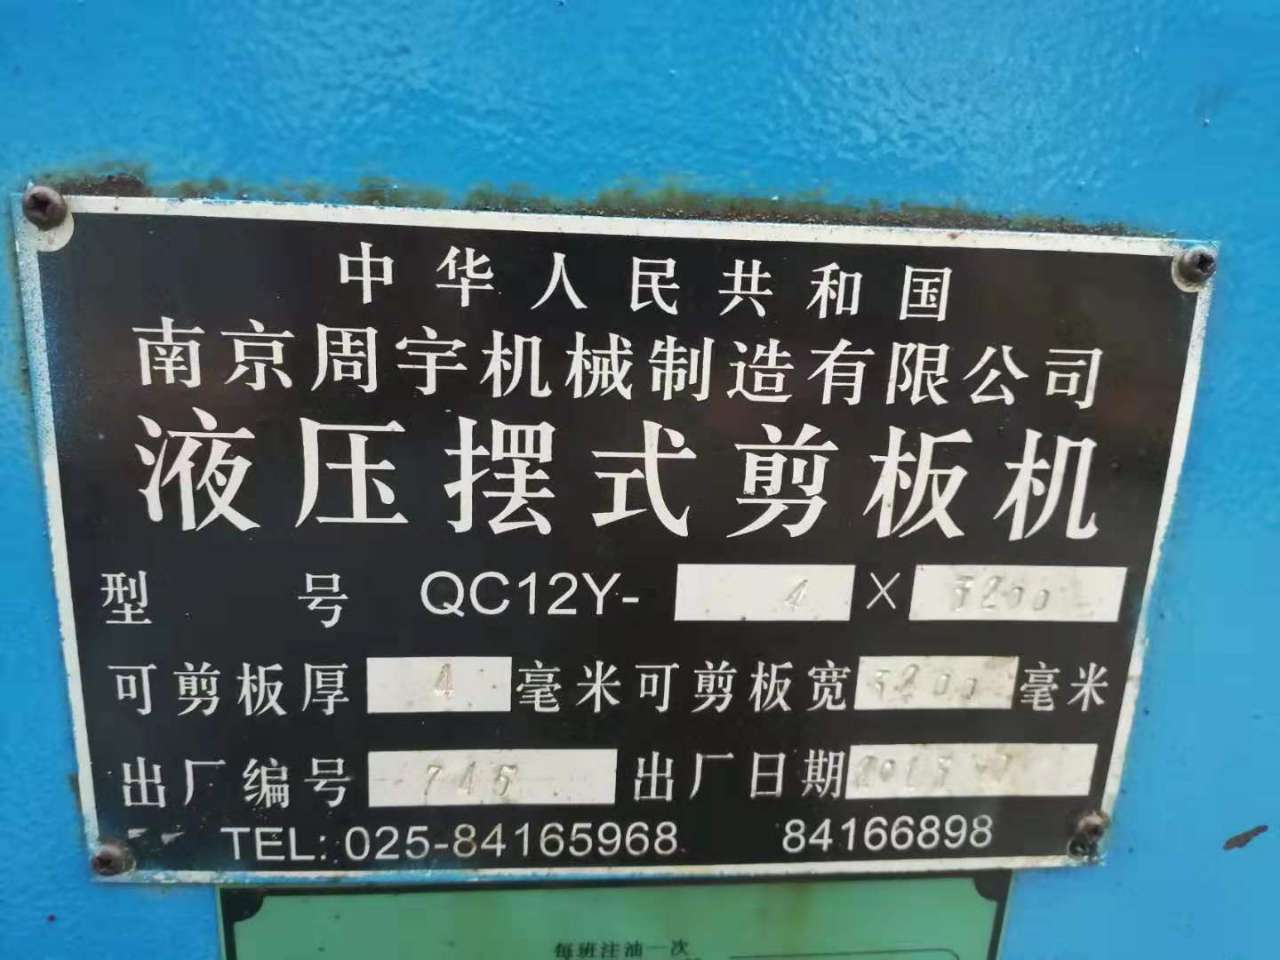 中华人民共和国
南京周宇机械制造有限公司
液压摆式剪板机
型号 QC12Y- 4 × 3200
可剪板厚 4 毫米 可剪板宽 3200 毫米
出厂编号 745 出厂日期
TEL: 025-84165968 84166898
每班注油一次